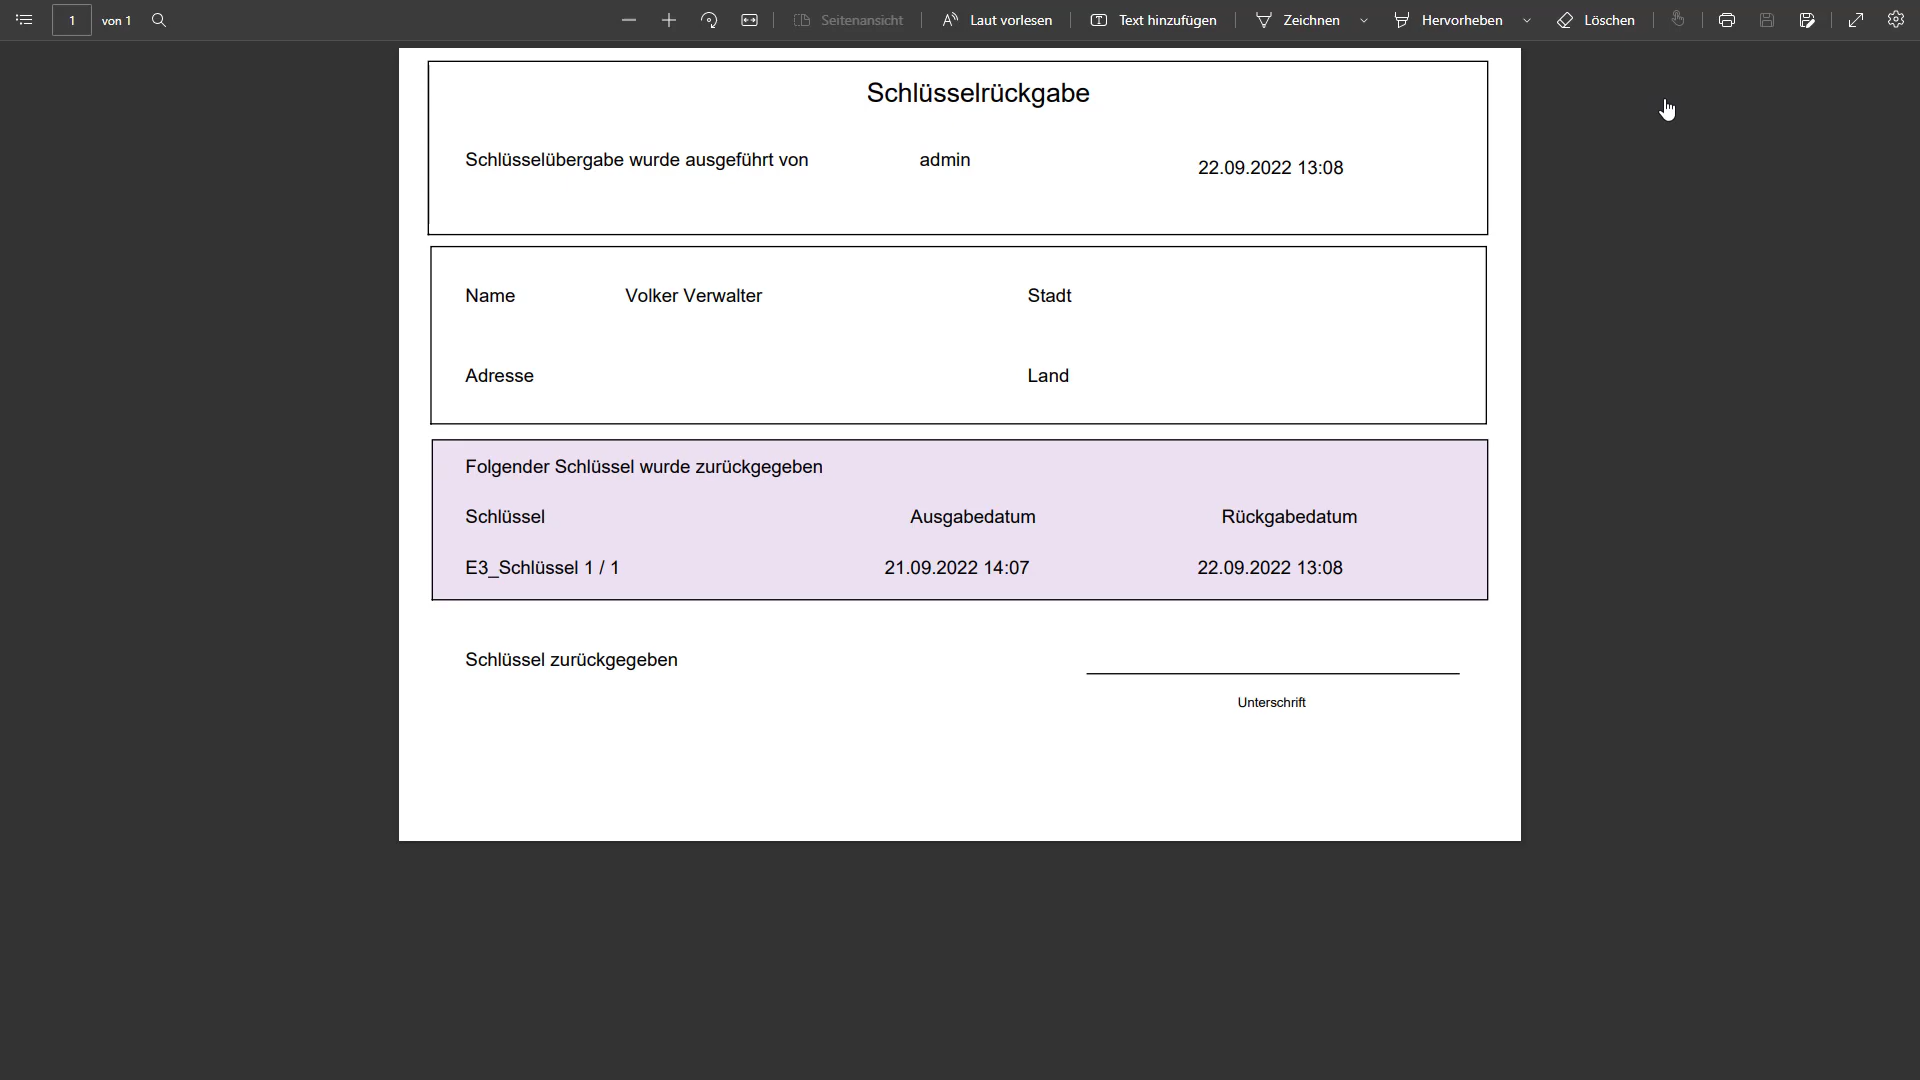 1 von 1 Seitenansicht Laut vorlesen Text hinzufügen Zeichnen Hervorheben Löschen
Schlüsselrückgabe
Schlüsselübergabe wurde ausgeführt von admin 22.09.2022 13:08
Name Volker Verwalter Stadt
Adresse Land
Folgender Schlüssel wurde zurückgegeben
Schlüssel Ausgabedatum Rückgabedatum
E3_Schlüssel 1 / 1 21.09.2022 14:07 22.09.2022 13:08
Schlüssel zurückgegeben
Unterschrift